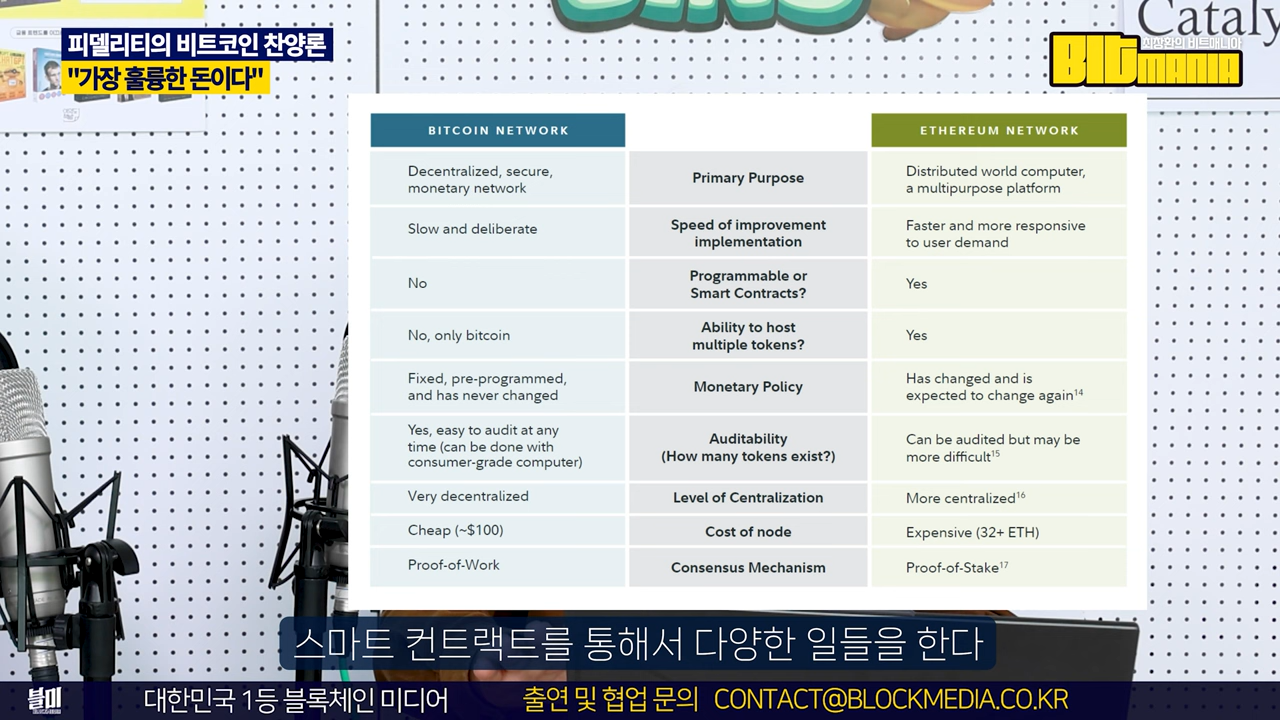 피델리티의 비트코인 찬양론
"가장 훌륭한 돈이다"
Cataly
BIT MANIA
BITCOIN NETWORK
ETHEREUM NETWORK
Decentralized, secure,
monetary network
Primary Purpose
Distributed world computer,
a multipurpose platform
Slow and deliberate
Speed of improvement
implementation
Faster and more responsive
to user demand
No
Programmable or
Smart Contracts?
Yes
No, only bitcoin
Ability to host
multiple tokens?
Yes
Fixed, pre-programmed,
and has never changed
Monetary Policy
Has changed and is
expected to change again¹⁴
Yes, easy to audit at any
time (can be done with
consumer-grade computer)
Auditability
(How many tokens exist?)
Can be audited but may be
more difficult¹⁵
Very decentralized
Level of Centralization
More centralized¹⁶
Cheap (~$100)
Cost of node
Expensive (32+ ETH)
Proof-of-Work
Consensus Mechanism
Proof-of-Stake¹⁷
스마트 컨트랙트를 통해서 다양한 일들을 한다
블미
대한민국 1등 블록체인 미디어
출연 및 협업 문의 CONTACT@BLOCKMEDIA.CO.KR